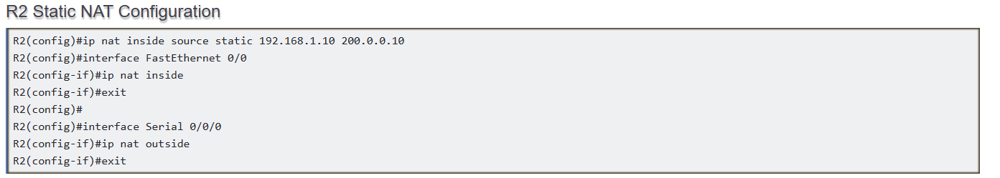 R2 Static NAT Configuration
R2(config)#ip nat inside source static 192.168.1.10 200.0.0.10
R2(config)#interface FastEthernet 0/0
R2(config-if)#ip nat inside
R2(config-if)#exit
R2(config)#
R2(config)#interface Serial 0/0/0
R2(config-if)#ip nat outside
R2(config-if)#exit